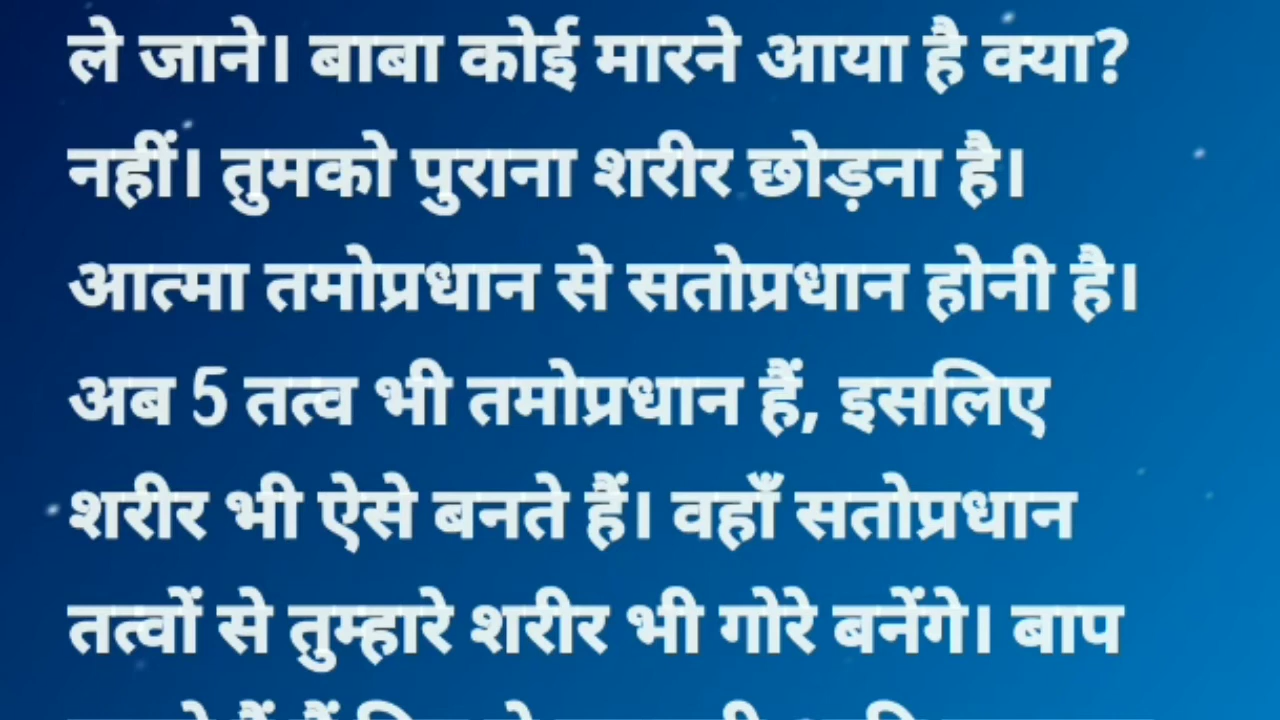 ले जाने। बाबा कोई मारने आया है क्या?
नहीं। तुमको पुराना शरीर छोड़ना है।
आत्मा तमोप्रधान से सतोप्रधान होनी है।
अब 5 तत्व भी तमोप्रधान हैं, इसलिए
शरीर भी ऐसे बनते हैं। वहाँ सतोप्रधान
तत्वों से तुम्हारे शरीर भी गोरे बनेंगे। बाप